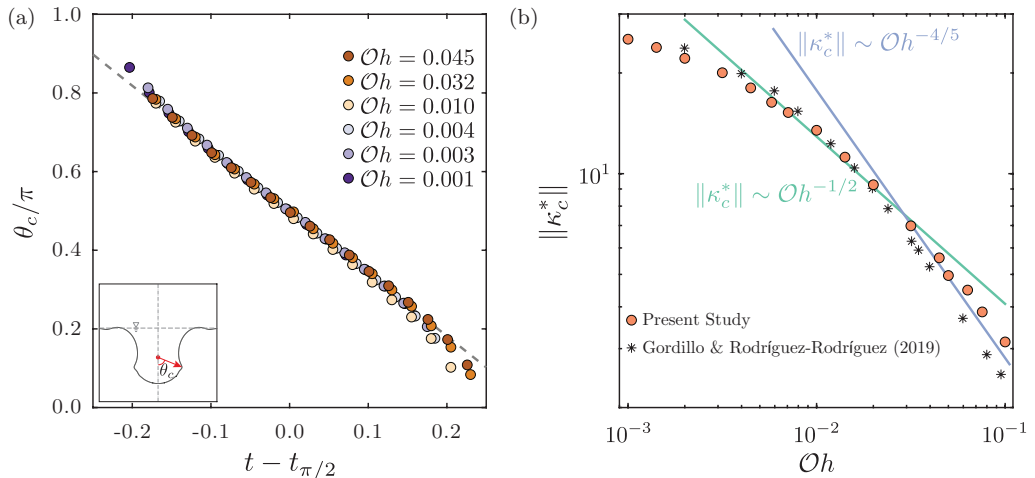 (a)
1.0
0.8
0.6
0.4
0.2
0.0
θc/π
Oh = 0.045
Oh = 0.032
Oh = 0.010
Oh = 0.004
Oh = 0.003
Oh = 0.001
θc
-0.2
-0.1
0.0
0.1
0.2
t − tπ/2
(b)
‖κc*‖ ∼ Oh^−4/5
‖κc*‖ ∼ Oh^−1/2
10^1
‖κc*‖
Present Study
Gordillo & Rodríguez-Rodríguez (2019)
10^−3
10^−2
10^−1
Oh